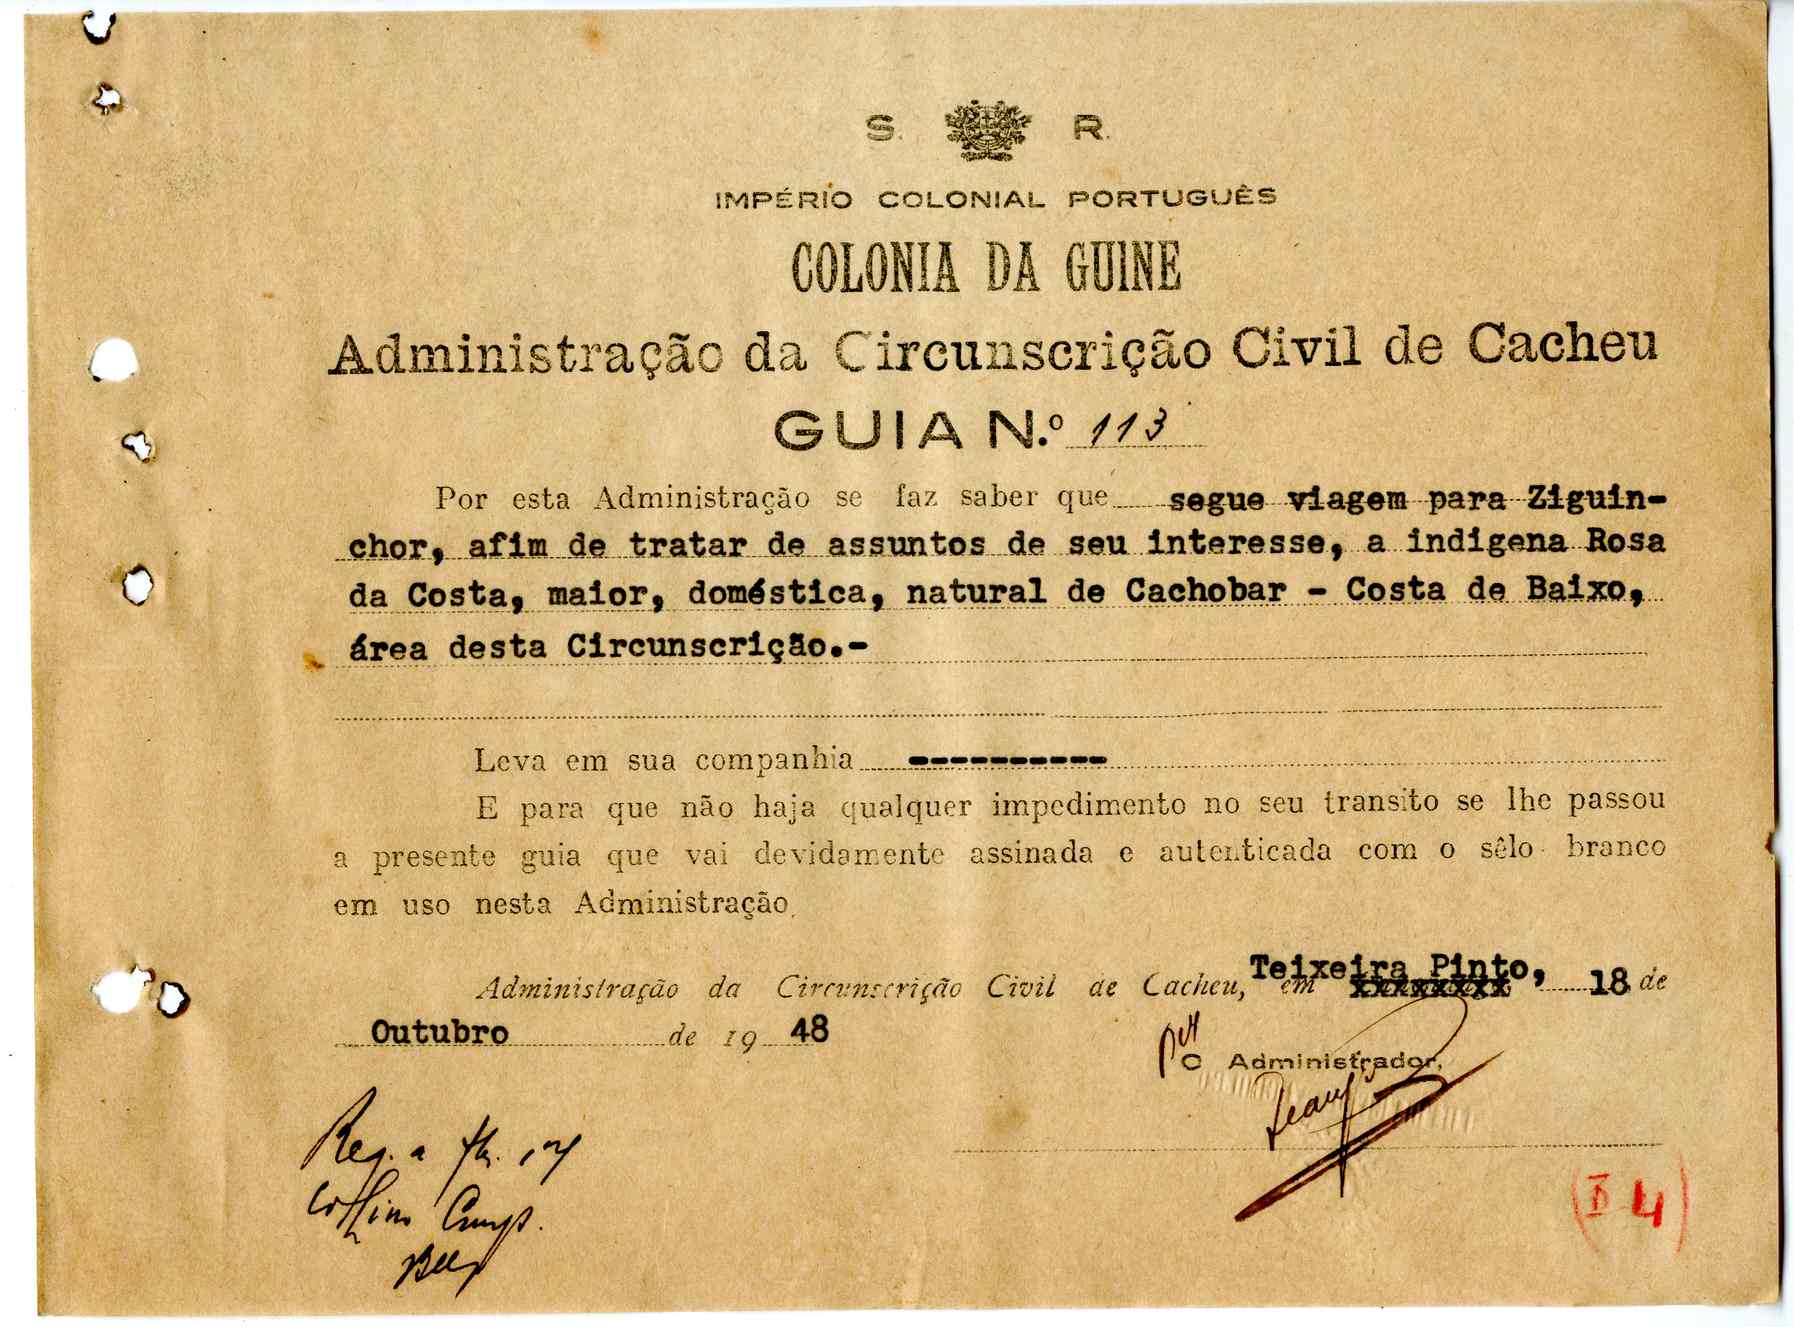 S. R.
IMPÉRIO COLONIAL PORTUGUÊS
COLONIA DA GUINE
Administração da Circunscrição Civil de Cacheu
GUIA N.º 113
Por esta Administração se faz saber que segue viagem para Ziguin-
chor, afim de tratar de assuntos de seu interesse, a indigena Rosa
da Costa, maior, doméstica, natural de Cachobar - Costa de Baixo,
área desta Circunscrição.-
Leva em sua companhia ----------
E para que não haja qualquer impedimento no seu transito se lhe passou
a presente guia que vai devidamente assinada e autenticada com o sêlo branco
em uso nesta Administração.
Administração da Circunscrição Civil de Cacheu, em Teixeira Pinto, 18 de
Outubro de 1948
O Administrador,
Reg. a
4